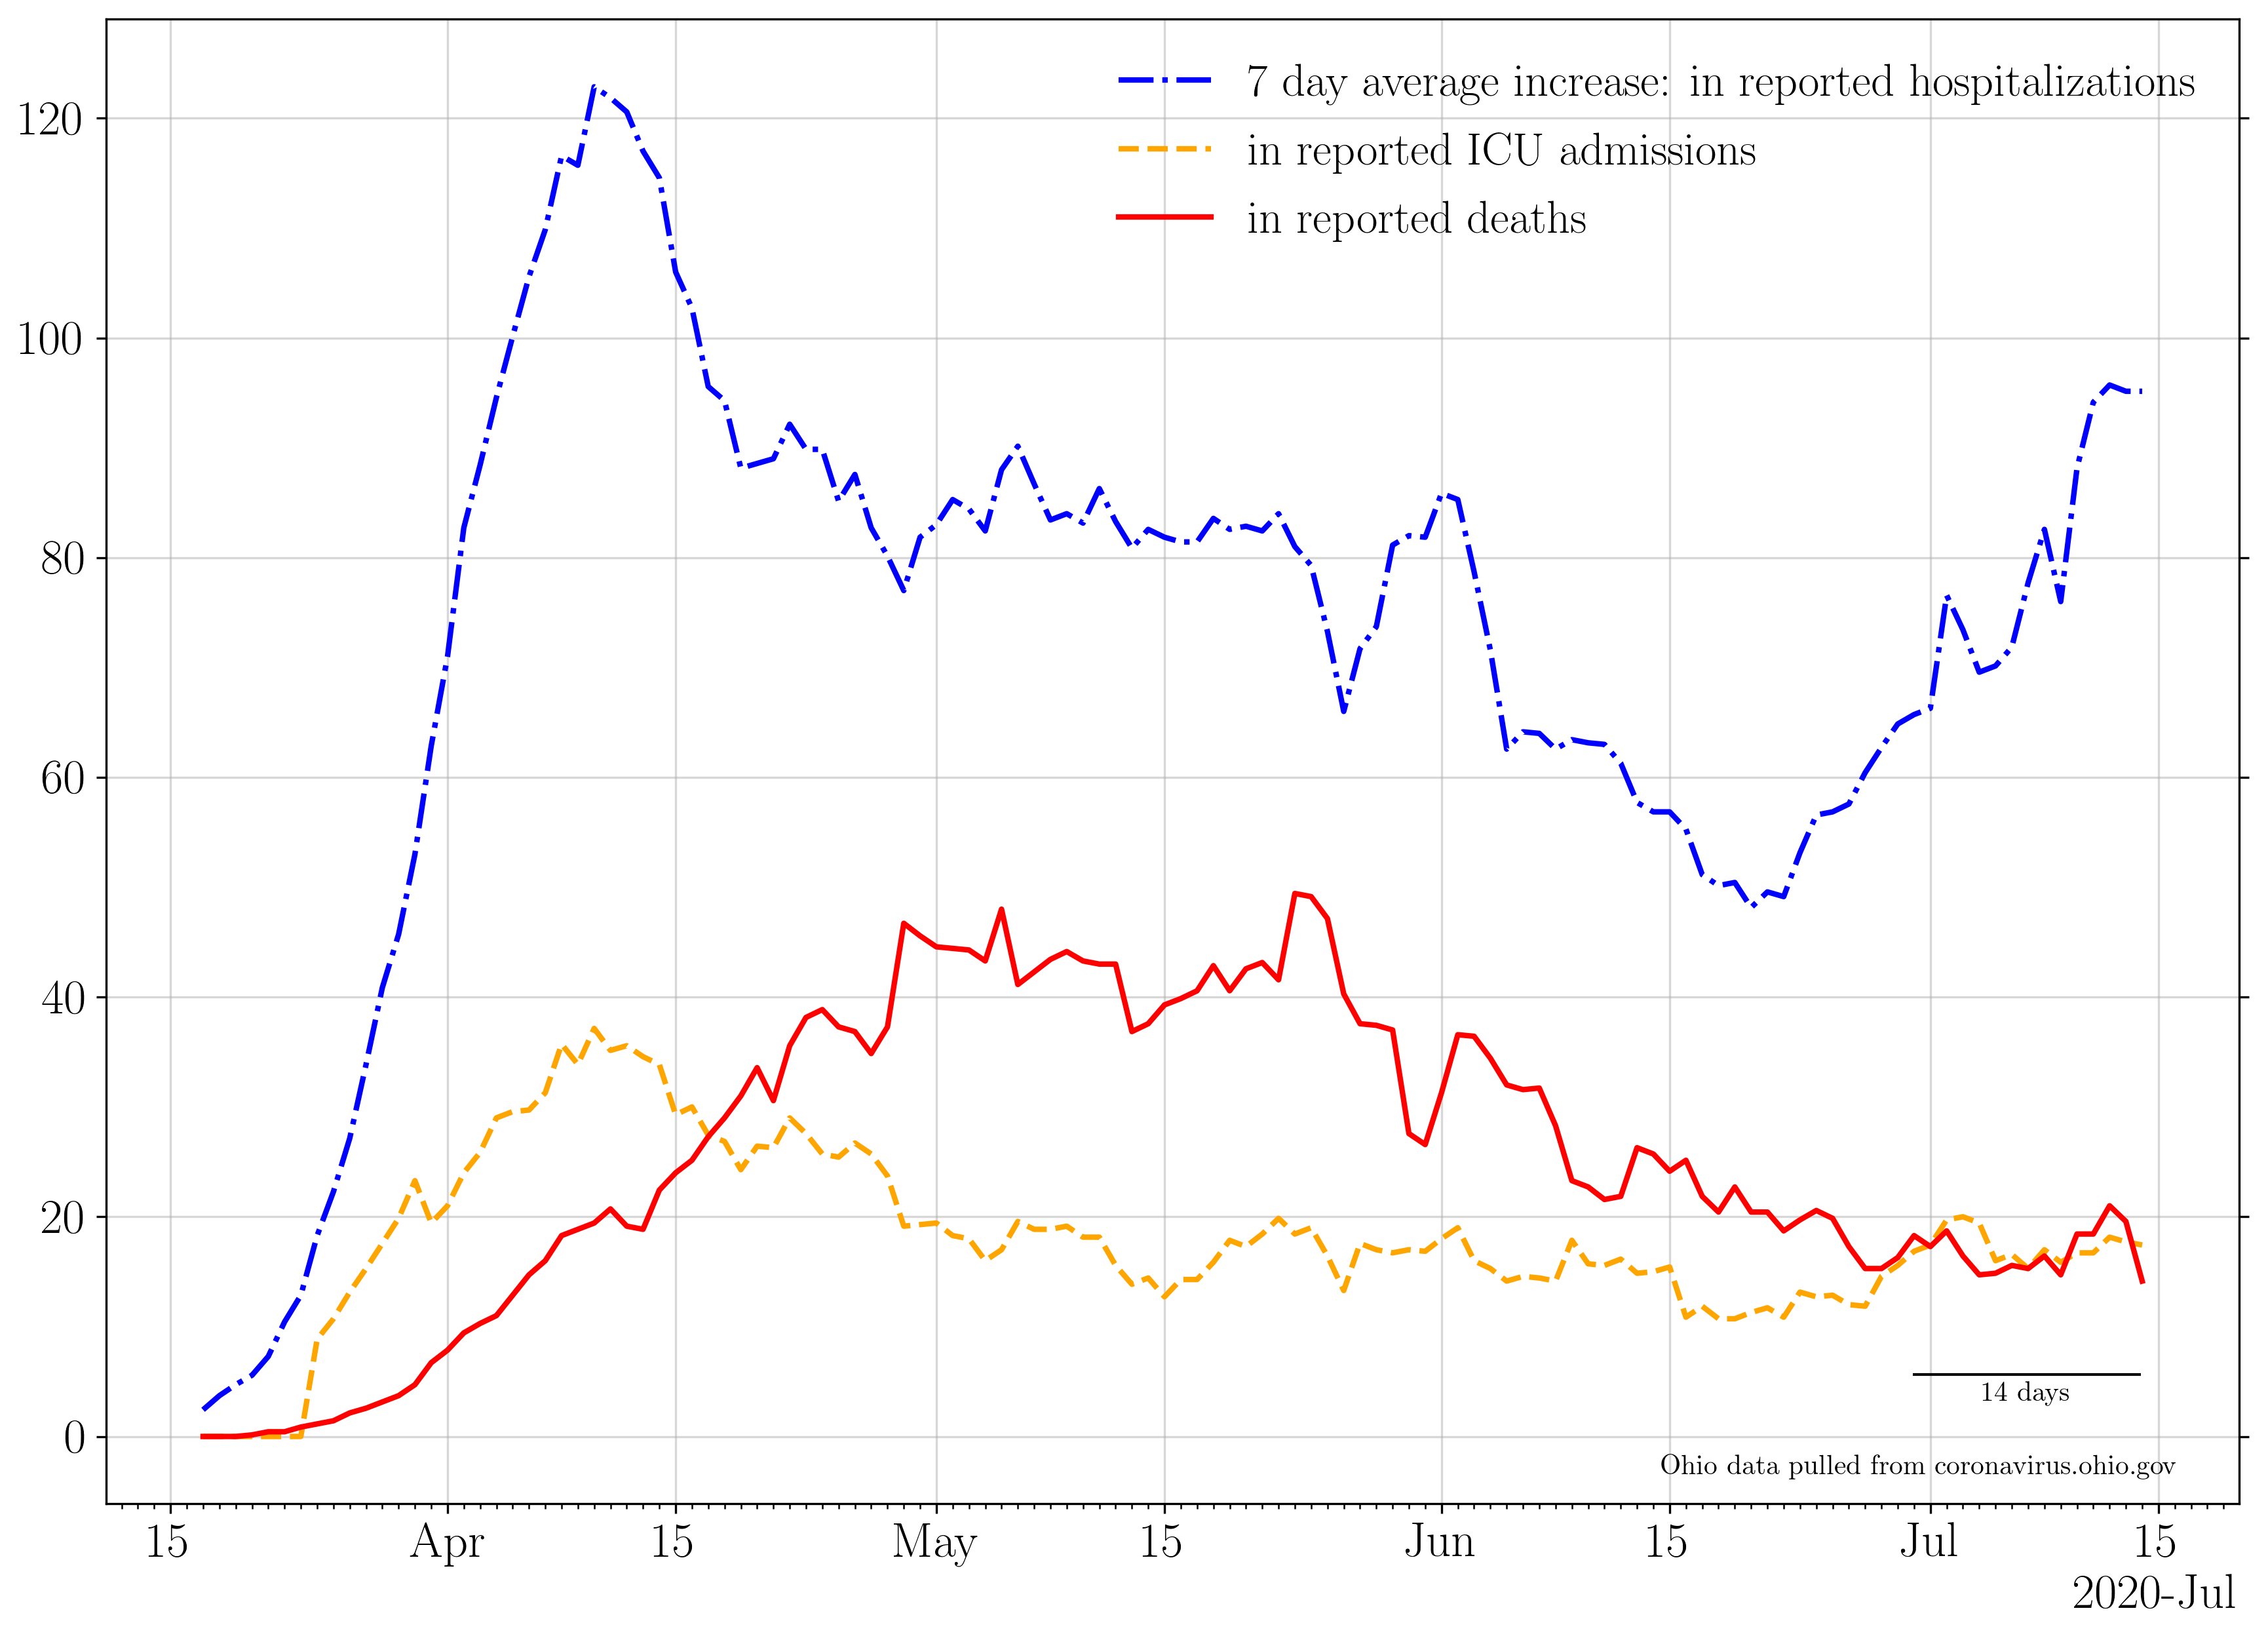 7 day average increase: in reported hospitalizations
in reported ICU admissions
in reported deaths
120
100
80
60
40
20
0
14 days
Ohio data pulled from coronavirus.ohio.gov
15 Apr 15 May 15 Jun 15 Jul 15
2020-Jul